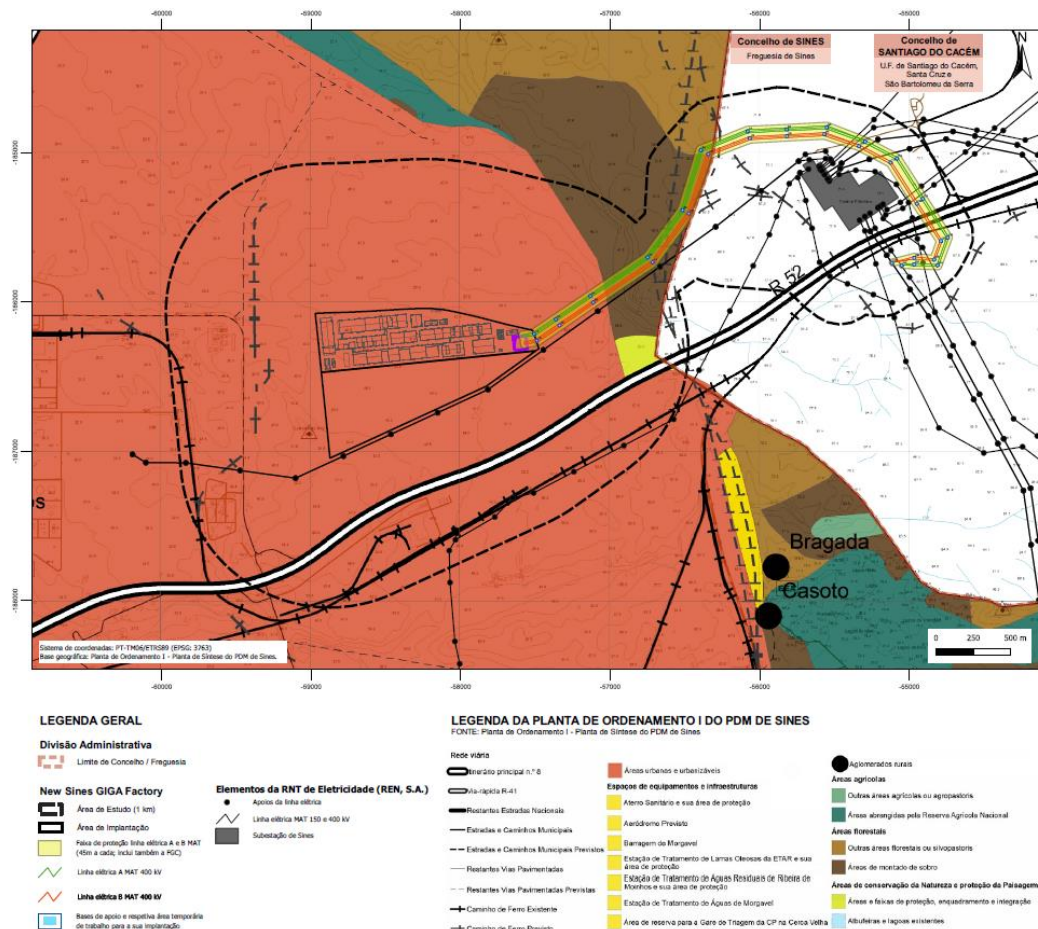 -60000 -59000 -58000 -57000 -56000 -55000
Concelho de SINES
Freguesia de Sines
Concelho de
SANTIAGO DO CACÉM
U.F. de Santiago do Cacém,
Santa Cruz e
São Bartolomeu da Serra
N
-185000
-186000
R 52
-187000
os
Bragada
Casoto
-188000
0 250 500 m
Sistema de coordenadas: PT-TM06/ETRS89 (EPSG: 3763)
Base geográfica: Planta de Ordenamento I - Planta de Síntese do PDM de Sines.
-60000 -59000 -58000 -57000 -56000 -55000
LEGENDA GERAL
Divisão Administrativa
Limite de Concelho / Freguesia
New Sines GIGA Factory
Área de Estudo (1 km)
Área de Implantação
Faixa de proteção linha elétrica A e B MAT
(45m a cada; inclui também a FGC)
Linha elétrica A MAT 400 kV
Linha elétrica B MAT 400 kV
Bases de apoio e respetiva área temporária
de trabalho para a sua implantação
Elementos da RNT de Eletricidade (REN, S.A.)
Apoios da linha elétrica
Linha elétrica MAT 150 e 400 kV
Subestação de Sines
LEGENDA DA PLANTA DE ORDENAMENTO I DO PDM DE SINES
FONTE: Planta de Ordenamento I - Planta de Síntese do PDM de Sines
Rede viária
Itinerário principal n.º 8
Via-rápida R-41
Restantes Estradas Nacionais
Estradas e Caminhos Municipais
Estradas e Caminhos Municipais Previstos
Restantes Vias Pavimentadas
Restantes Vias Pavimentadas Previstas
Caminho de Ferro Existente
Caminho de Ferro Previsto
Áreas urbanas e urbanizáveis
Espaços de equipamentos e infraestruturas
Aterro Sanitário e sua área de proteção
Aeródromo Previsto
Barragem de Morgavel
Estação de Tratamento de Lamas Oleosas da ETAR e sua
área de proteção
Estação de Tratamento de Águas Residuais de Ribeira de
Moinhos e sua área de proteção
Estação de Tratamento de Águas de Morgavel
Área de reserva para a Gare de Triagem da CP na Cerca Velha
Aglomerados rurais
Áreas agrícolas
Outras áreas agrícolas ou agropastoris
Áreas abrangidas pela Reserva Agrícola Nacional
Áreas florestais
Outras áreas florestais ou silvopastoris
Áreas de montado de sobro
Áreas de conservação da Natureza e proteção da Paisagem
Áreas e faixas de proteção, enquadramento e integração
Albufeiras e lagoas existentes